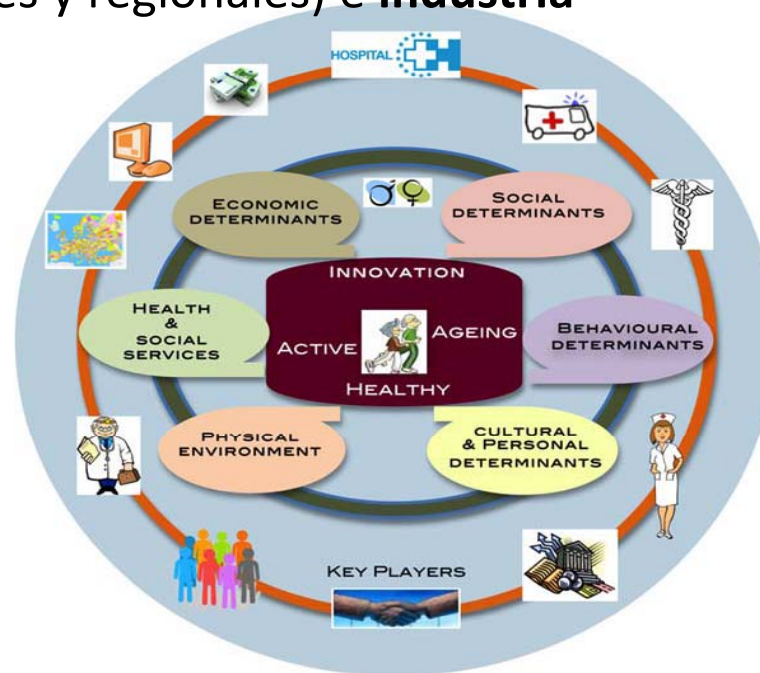 es y regionales) e industria
HOSPITAL
ECONOMIC
DETERMINANTS
SOCIAL
DETERMINANTS
INNOVATION
HEALTH
&
SOCIAL
SERVICES
ACTIVE
AGEING
HEALTHY
BEHAVIOURAL
DETERMINANTS
PHYSICAL
ENVIRONMENT
CULTURAL
& PERSONAL
DETERMINANTS
KEY PLAYERS